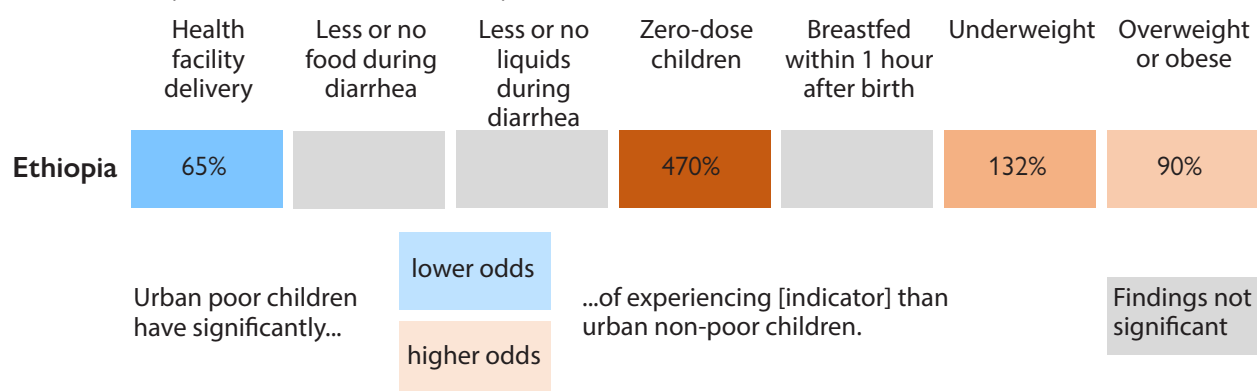 Health
facility
delivery
Less or no
food during
diarrhea
Less or no
liquids
during
diarrhea
Zero-dose
children
Breastfed
within 1 hour
after birth
Underweight
Overweight
or obese
Ethiopia
65%
470%
132%
90%
Urban poor children
have significantly...
lower odds
higher odds
...of experiencing [indicator] than
urban non-poor children.
Findings not
significant